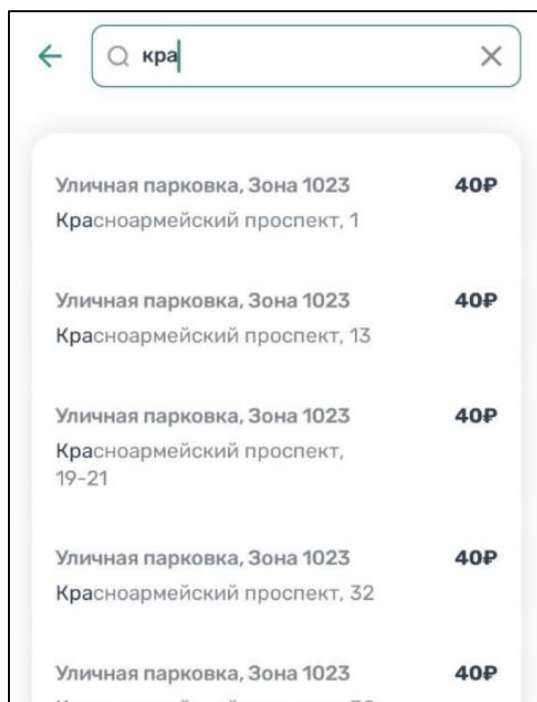 кра
Уличная парковка, Зона 1023 40₽
Красноармейский проспект, 1
Уличная парковка, Зона 1023 40₽
Красноармейский проспект, 13
Уличная парковка, Зона 1023 40₽
Красноармейский проспект,
19-21
Уличная парковка, Зона 1023 40₽
Красноармейский проспект, 32
Уличная парковка, Зона 1023 40₽